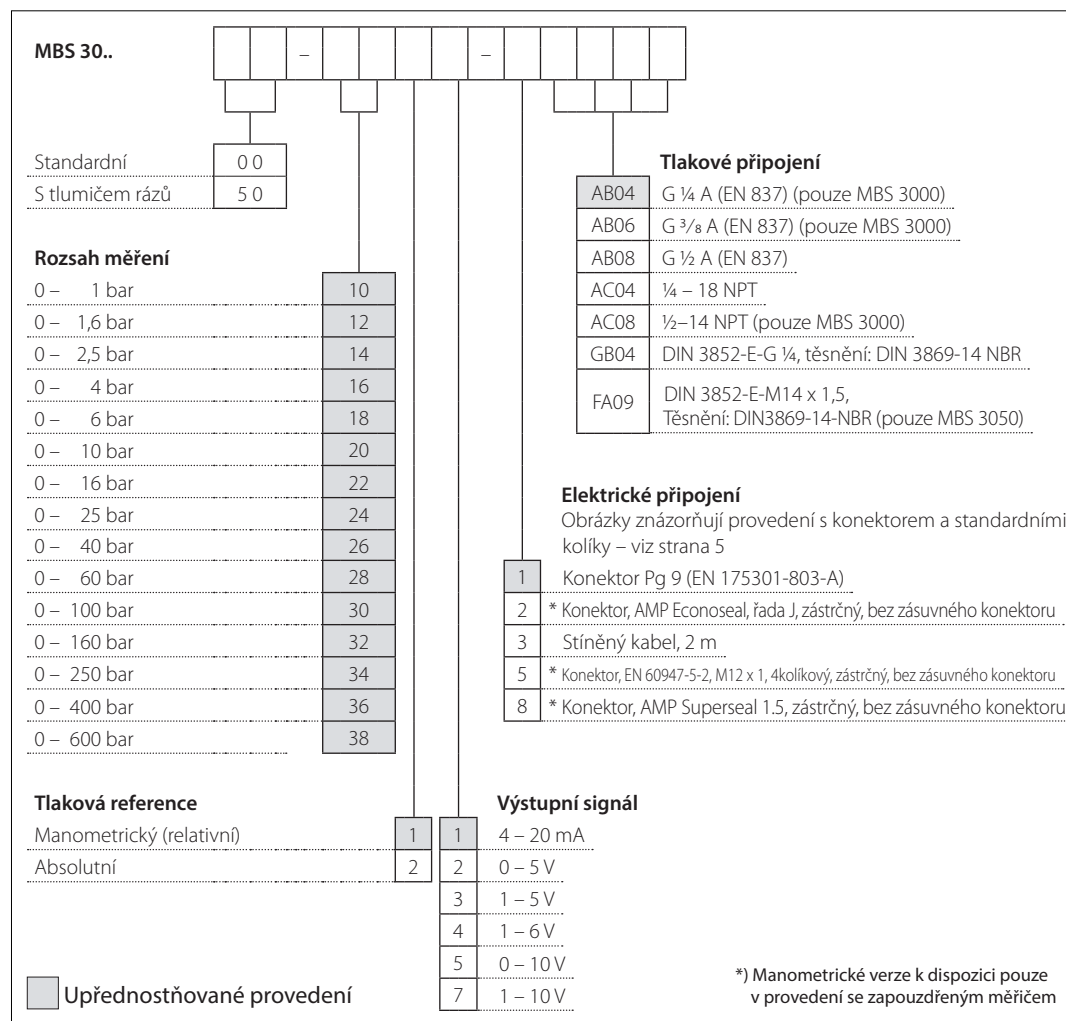 MBS 30..
–
–
Standardní 0 0
S tlumičem rázů 5 0
Rozsah měření
0 – 1 bar 10
0 – 1,6 bar 12
0 – 2,5 bar 14
0 – 4 bar 16
0 – 6 bar 18
0 – 10 bar 20
0 – 16 bar 22
0 – 25 bar 24
0 – 40 bar 26
0 – 60 bar 28
0 – 100 bar 30
0 – 160 bar 32
0 – 250 bar 34
0 – 400 bar 36
0 – 600 bar 38
Tlakové připojení
AB04 G ¼ A (EN 837) (pouze MBS 3000)
AB06 G ³/₈ A (EN 837) (pouze MBS 3000)
AB08 G ½ A (EN 837)
AC04 ¼ – 18 NPT
AC08 ½–14 NPT (pouze MBS 3000)
GB04 DIN 3852-E-G ¼, těsnění: DIN 3869-14 NBR
FA09 DIN 3852-E-M14 x 1,5,
Těsnění: DIN3869-14-NBR (pouze MBS 3050)
Elektrické připojení
Obrázky znázorňují provedení s konektorem a standardními
kolíky – viz strana 5
1 Konektor Pg 9 (EN 175301-803-A)
2 * Konektor, AMP Econoseal, řada J, zástrčný, bez zásuvného konektoru
3 Stíněný kabel, 2 m
5 * Konektor, EN 60947-5-2, M12 x 1, 4kolíkový, zástrčný, bez zásuvného konektoru
8 * Konektor, AMP Superseal 1.5, zástrčný, bez zásuvného konektoru
Tlaková reference
Manometrický (relativní) 1
Absolutní 2
Výstupní signál
1 4 – 20 mA
2 0 – 5 V
3 1 – 5 V
4 1 – 6 V
5 0 – 10 V
7 1 – 10 V
Upřednostňované provedení
*) Manometrické verze k dispozici pouze
v provedení se zapouzdřeným měřičem